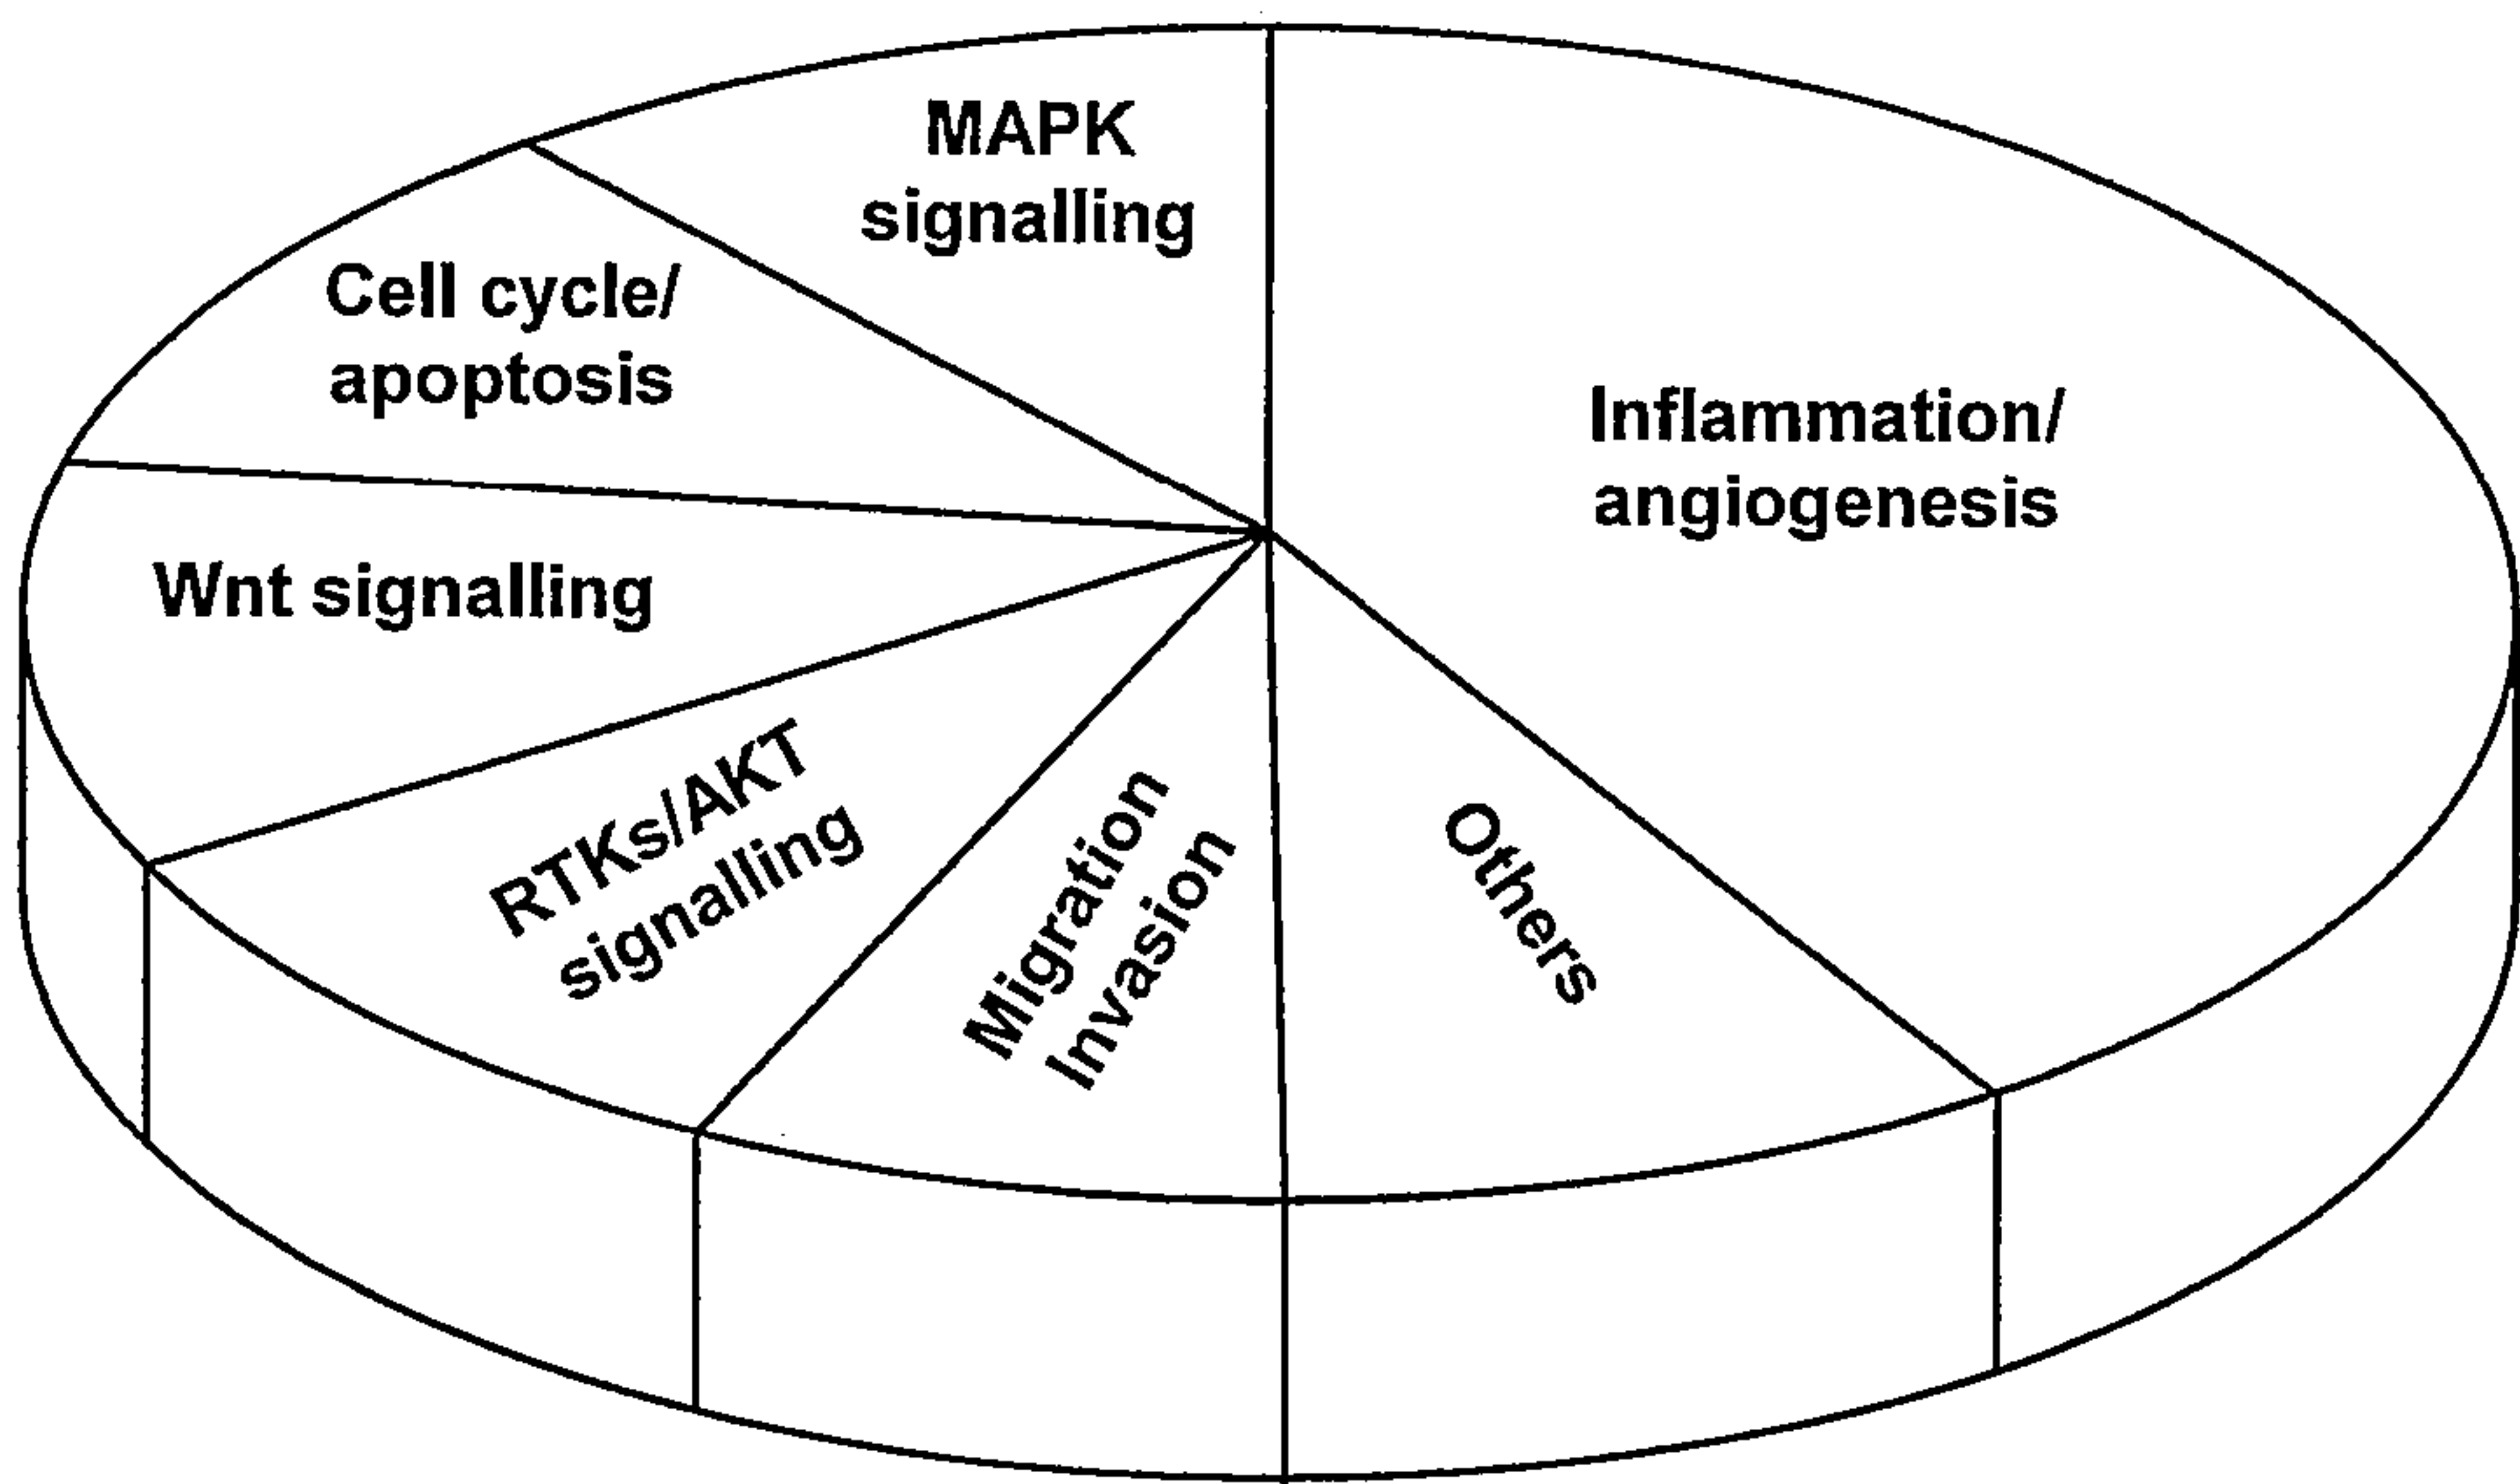 MAPK
signalling
Cell cycle/
apoptosis
Inflammation/
angiogenesis
Wnt signalling
RTKs/AKT
signalling
Migration
Invasion
Others